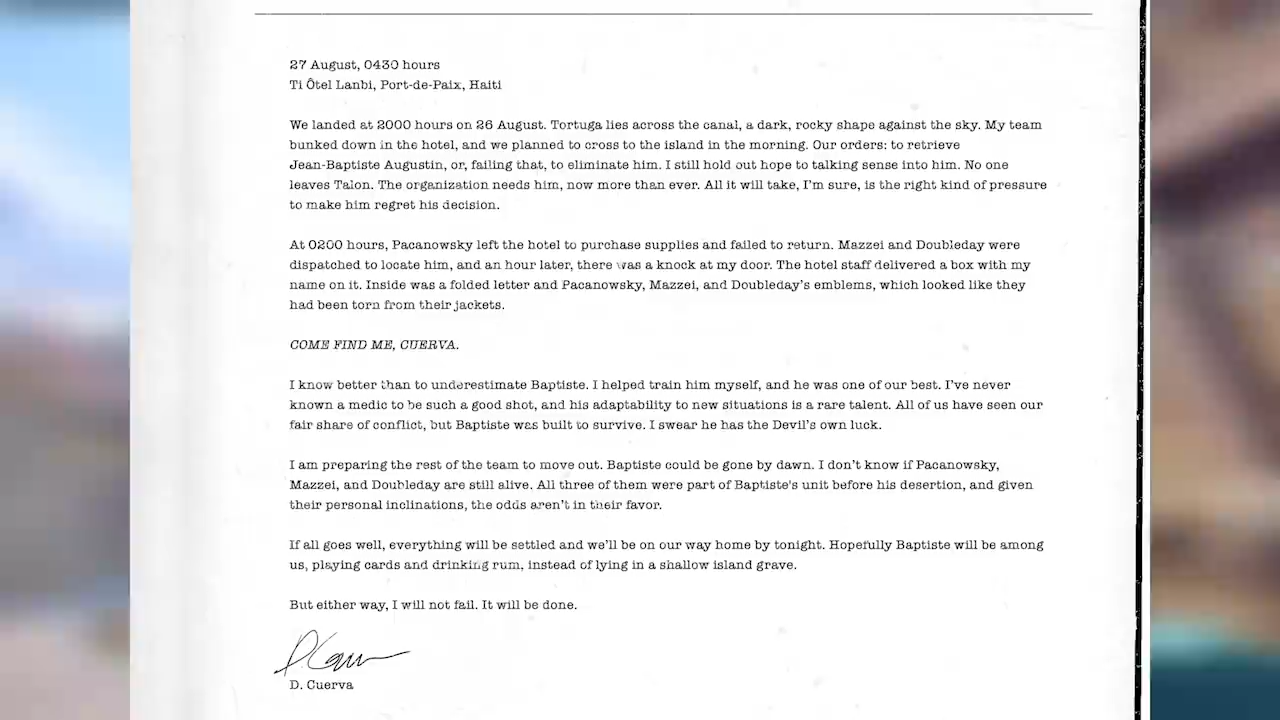 27 August, 0430 hours
Ti Ôtel Lanbi, Port-de-Paix, Haiti
We landed at 2000 hours on 26 August. Tortuga lies across the canal, a dark, rocky shape against the sky. My team
bunked down in the hotel, and we planned to cross to the island in the morning. Our orders: to retrieve
Jean-Baptiste Augustin, or, failing that, to eliminate him. I still hold out hope to talking sense into him. No one
leaves Talon. The organization needs him, now more than ever. All it will take, I'm sure, is the right kind of pressure
to make him regret his decision.
At 0200 hours, Pacanowsky left the hotel to purchase supplies and failed to return. Mazzei and Doubleday were
dispatched to locate him, and an hour later, there was a knock at my door. The hotel staff delivered a box with my
name on it. Inside was a folded letter and Pacanowsky, Mazzei, and Doubleday's emblems, which looked like they
had been torn from their jackets.
COME FIND ME, CUERVA.
I know better than to underestimate Baptiste. I helped train him myself, and he was one of our best. I've never
known a medic to be such a good shot, and his adaptability to new situations is a rare talent. All of us have seen our
fair share of conflict, but Baptiste was built to survive. I swear he has the Devil's own luck.
I am preparing the rest of the team to move out. Baptiste could be gone by dawn. I don't know if Pacanowsky,
Mazzei, and Doubleday are still alive. All three of them were part of Baptiste's unit before his desertion, and given
their personal inclinations, the odds aren't in their favor.
If all goes well, everything will be settled and we'll be on our way home by tonight. Hopefully Baptiste will be among
us, playing cards and drinking rum, instead of lying in a shallow island grave.
But either way, I will not fail. It will be done.
D. Cuerva